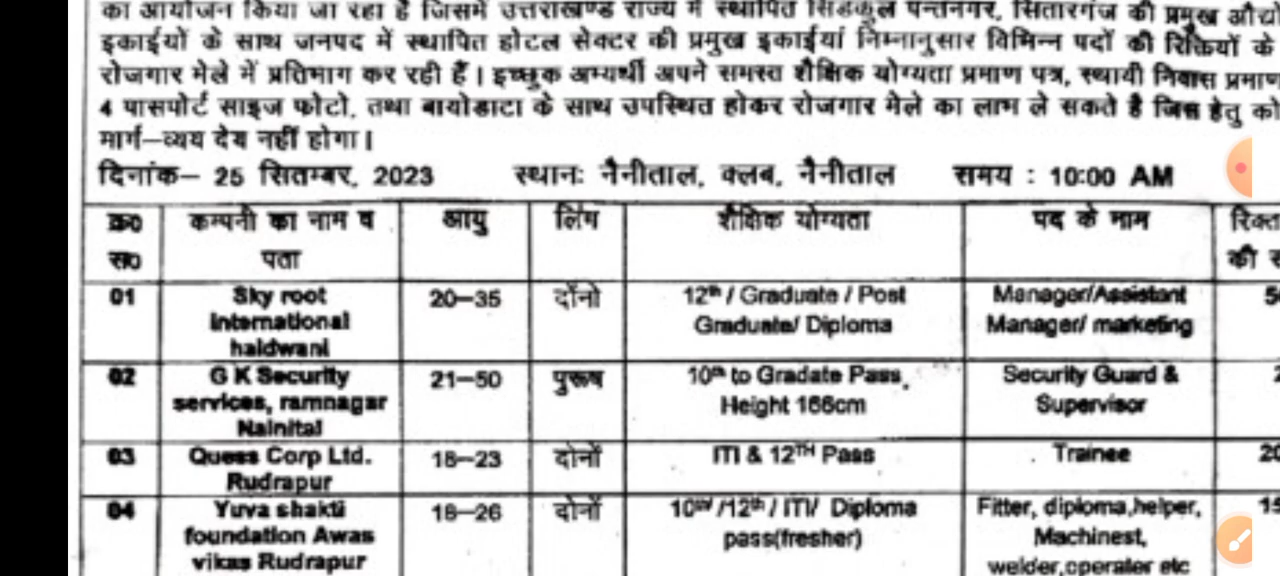 का आयोजन किया जा रहा है जिसमें उत्तराखण्ड राज्य में स्थापित सिडकुल पन्तनगर, सितारगंज की प्रमुख औद्यो
इकाईयों के साथ जनपद में स्थापित होटल सेक्टर की प्रमुख इकाईयां निम्नानुसार विभिन्न पदों की रिक्तियों के
रोजगार मेले में प्रतिभाग कर रही हैं। इच्छुक अभ्यर्थी अपने समस्त शैक्षिक योग्यता प्रमाण पत्र, स्थायी निवास प्रमाण
4 पासपोर्ट साइज फोटो, तथा बायोडाटा के साथ उपस्थित होकर रोजगार मेले का लाभ ले सकते है जिस हेतु को
मार्ग–व्यय देय नहीं होगा।
दिनांक– 25 सितम्बर, 2023 स्थानः नैनीताल, क्लब, नैनीताल समय : 10:00 AM
क्र0 सं0 कम्पनी का नाम व पता आयु लिंग शैक्षिक योग्यता पद के नाम रिक्त की
01 Sky root 20–35 दोंनो 12th / Graduate / Post Manager/Assistant
international Graduate/ Diploma Manager/ marketing
haldwani
02 G K Security 21–50 पुरूष 10th to Gradate Pass, Security Guard & 2
services, ramnagar Height 166cm Supervisor
Nainital
03 Quess Corp Ltd. 18–23 दोनों ITI & 12TH Pass Trainee 20
Rudrapur
04 Yuva shakti 18–26 दोनों 10th /12th / ITI/ Diploma Fitter, diploma,helper, 15
foundation Awas pass(fresher) Machinest,
vikas Rudrapur welder,operater etc